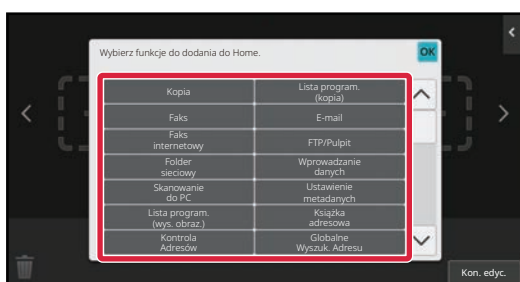 Wybierz funkcje do dodania do Home.
OK
Kopia
Lista program.
(kopia)
Faks
E-mail
Faks
internetowy
FTP/Pulpit
Folder
sieciowy
Wprowadzanie
danych
Skanowanie
do PC
Ustawienie
metadanych
Lista program.
(wys. obraz.)
Książka
adresowa
Kontrola
Adresów
Globalne
Wyszuk. Adresu
Kon. edyc.